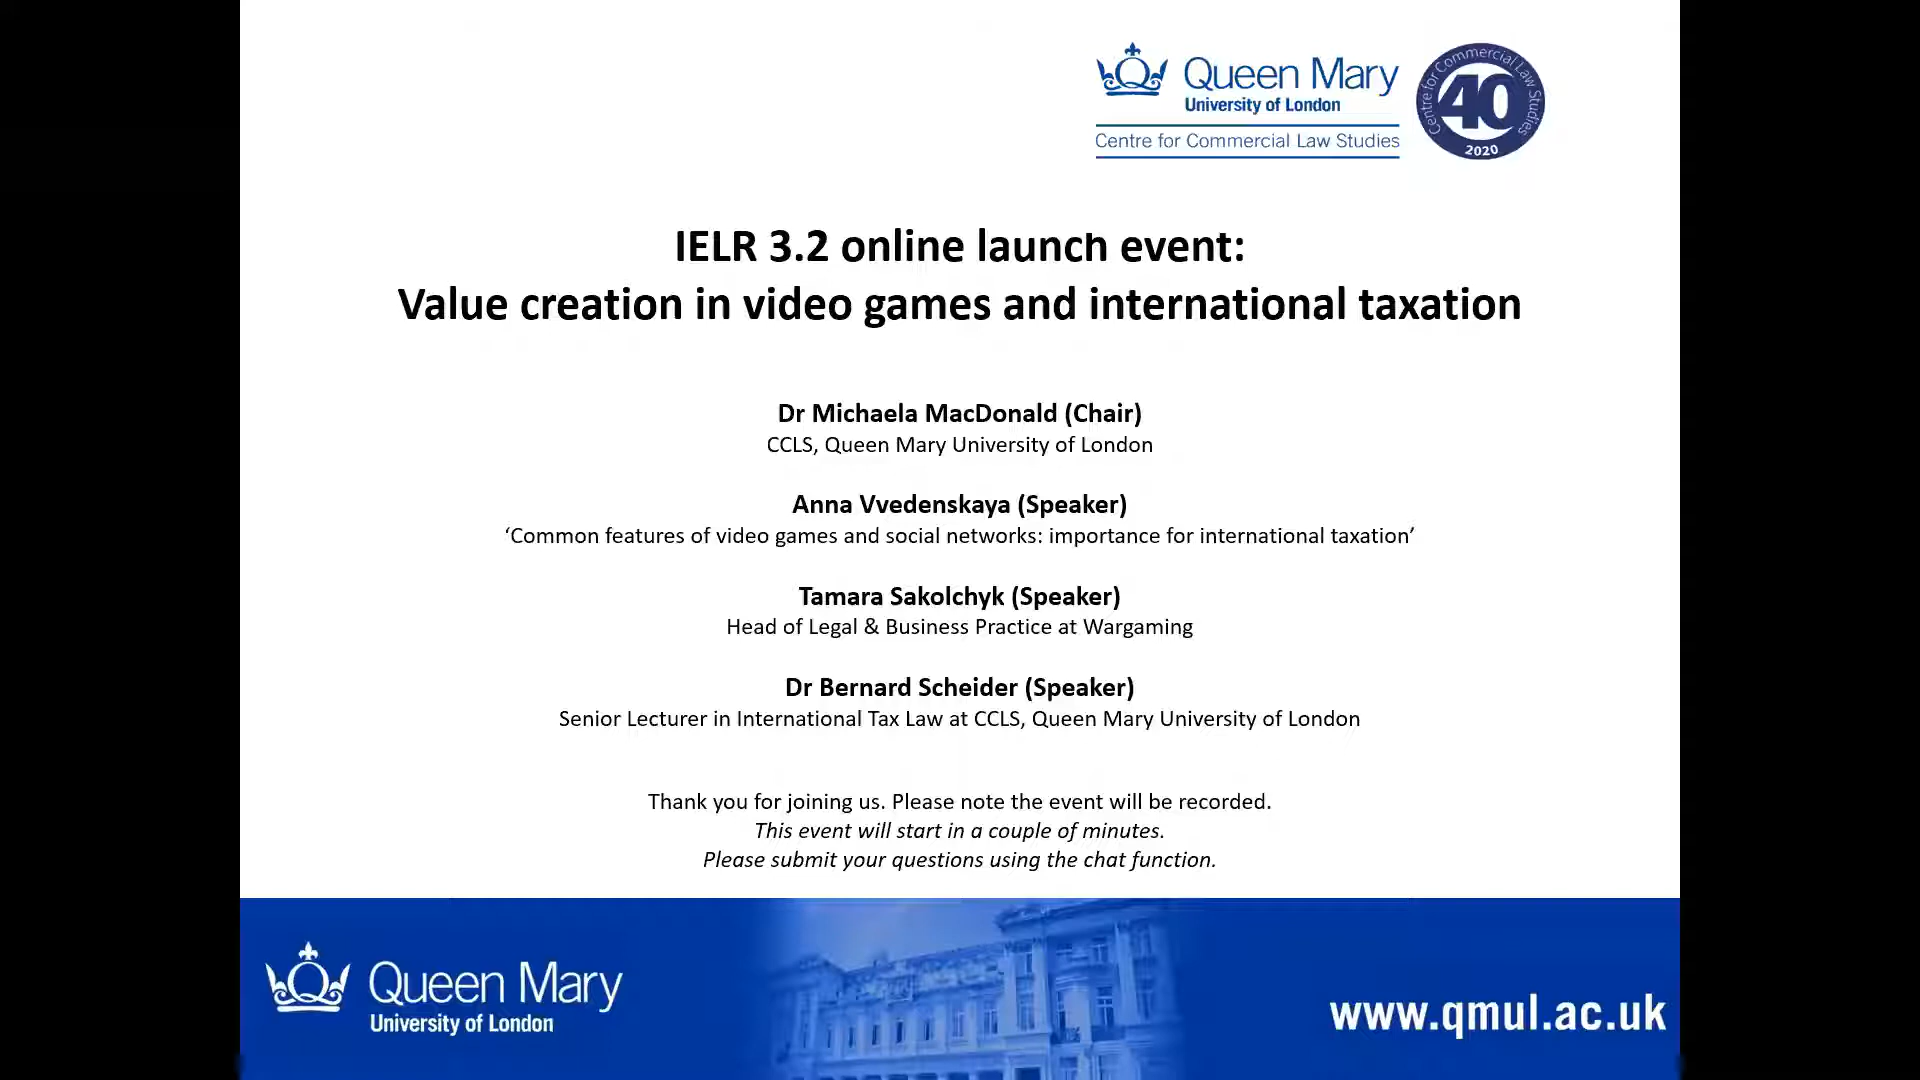 Queen Mary
University of London
Centre for Commercial Law Studies
Centre for Commercial Law Studies
40
2020
IELR 3.2 online launch event:
Value creation in video games and international taxation
Dr Michaela MacDonald (Chair)
CCLS, Queen Mary University of London
Anna Vvedenskaya (Speaker)
‘Common features of video games and social networks: importance for international taxation’
Tamara Sakolchyk (Speaker)
Head of Legal & Business Practice at Wargaming
Dr Bernard Scheider (Speaker)
Senior Lecturer in International Tax Law at CCLS, Queen Mary University of London
Thank you for joining us. Please note the event will be recorded.
This event will start in a couple of minutes.
Please submit your questions using the chat function.
Queen Mary
University of London
www.qmul.ac.uk